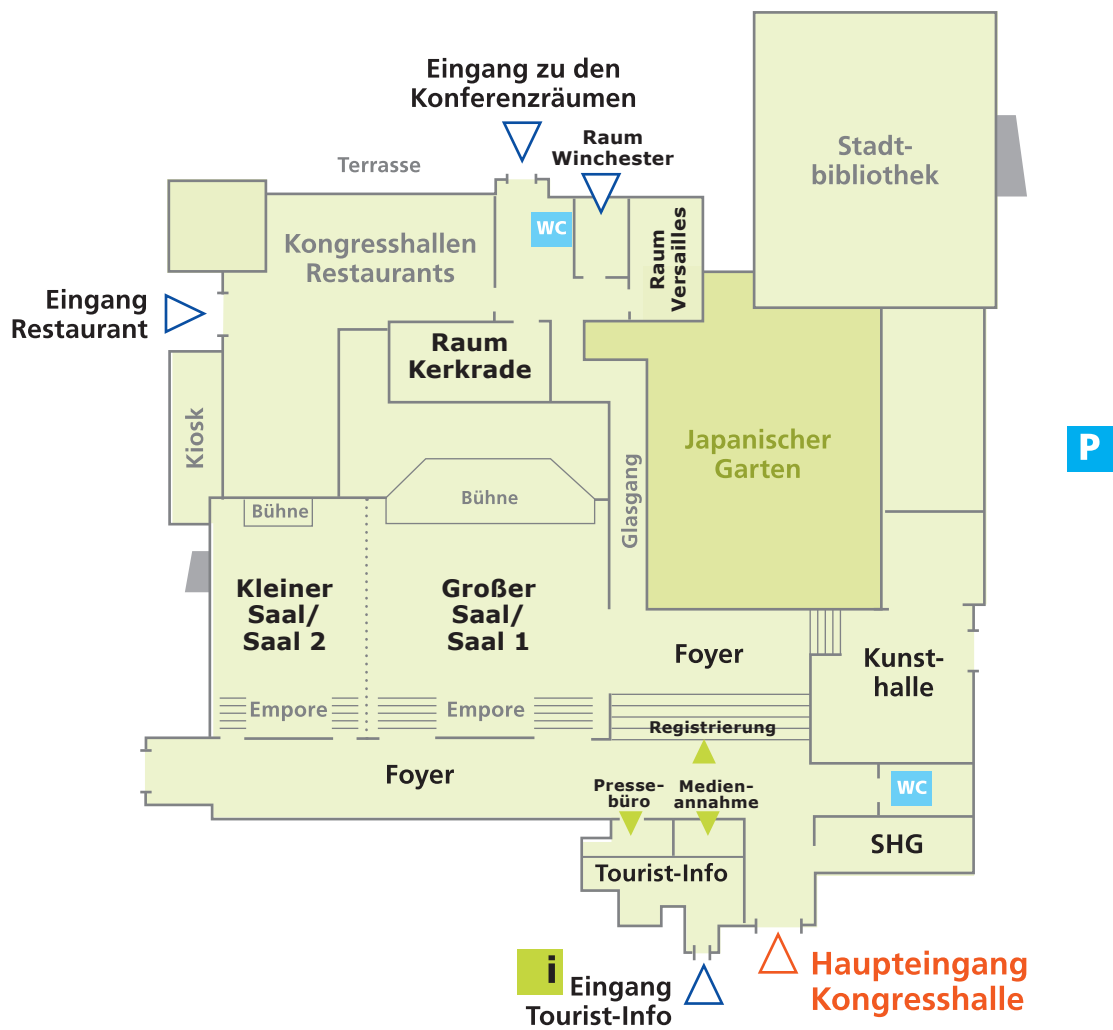 Eingang zu den
Konferenzräumen
Raum
Winchester
Terrasse
Stadt-
bibliothek
WC
Kongresshallen
Restaurants
Raum
Versailles
Eingang
Restaurant
Raum
Kerkrade
Kiosk
Japanischer
Garten
P
Glasgang
Bühne
Bühne
Kleiner
Saal/
Saal 2
Großer
Saal/
Saal 1
Foyer
Kunst-
halle
Empore
Empore
Registrierung
Foyer
Presse-
büro
Medien-
annahme
WC
SHG
Tourist-Info
i
Eingang
Tourist-Info
Haupteingang
Kongresshalle